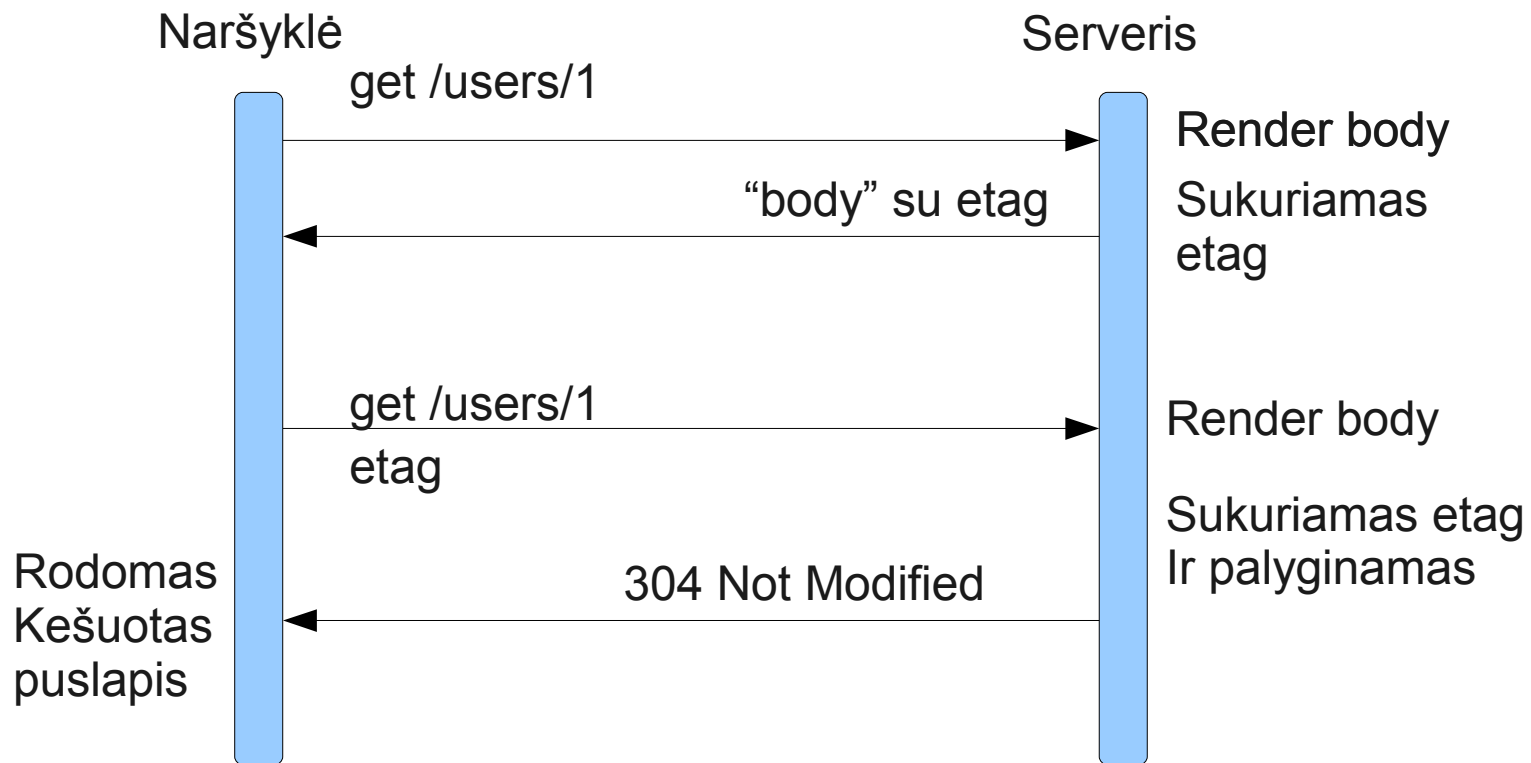 Naršyklė
Serveris
get /users/1
Render body
“body” su etag
Sukuriamas
etag
get /users/1
etag
Render body
Sukuriamas etag
Ir palyginamas
304 Not Modified
Rodomas
Kešuotas
puslapis